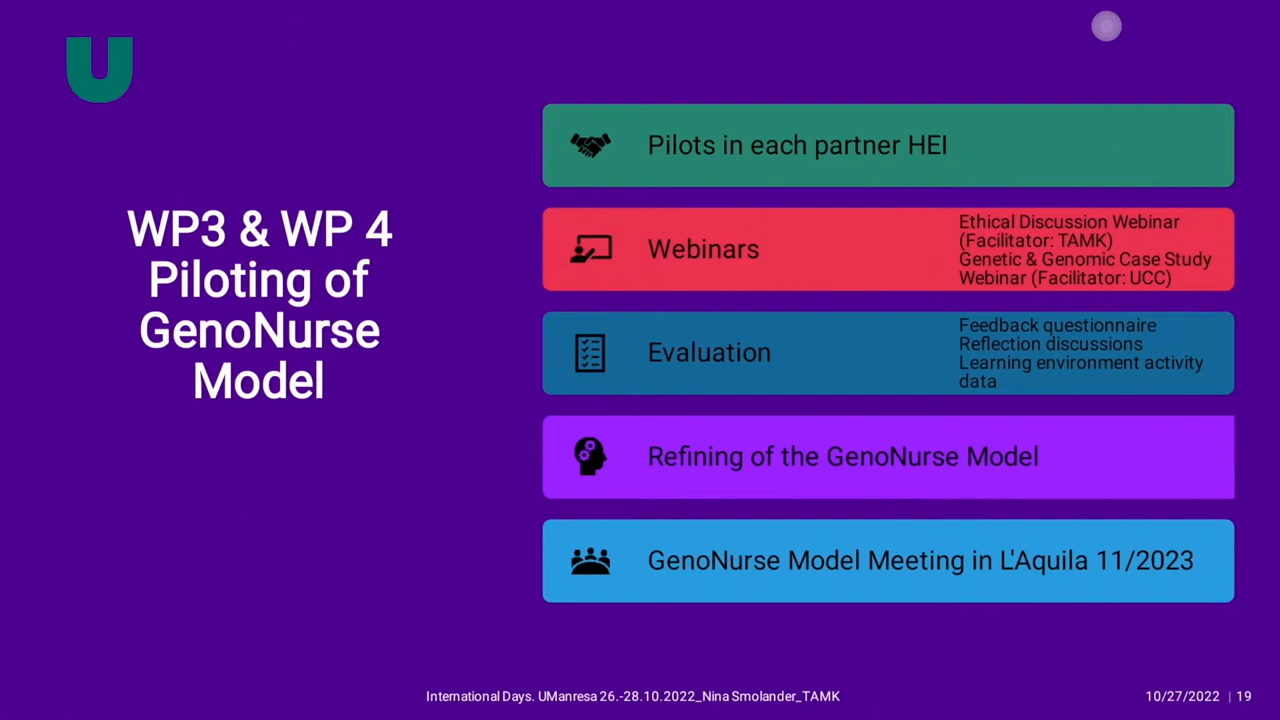 U
WP3 & WP 4
Piloting of
GenoNurse
Model
Pilots in each partner HEI
Webinars
Ethical Discussion Webinar
(Facilitator: TAMK)
Genetic & Genomic Case Study
Webinar (Facilitator: UCC)
Evaluation
Feedback questionnaire
Reflection discussions
Learning environment activity
data
Refining of the GenoNurse Model
GenoNurse Model Meeting in L'Aquila 11/2023
International Days. UManresa 26.-28.10.2022_Nina Smolander_TAMK
10/27/2022 | 19